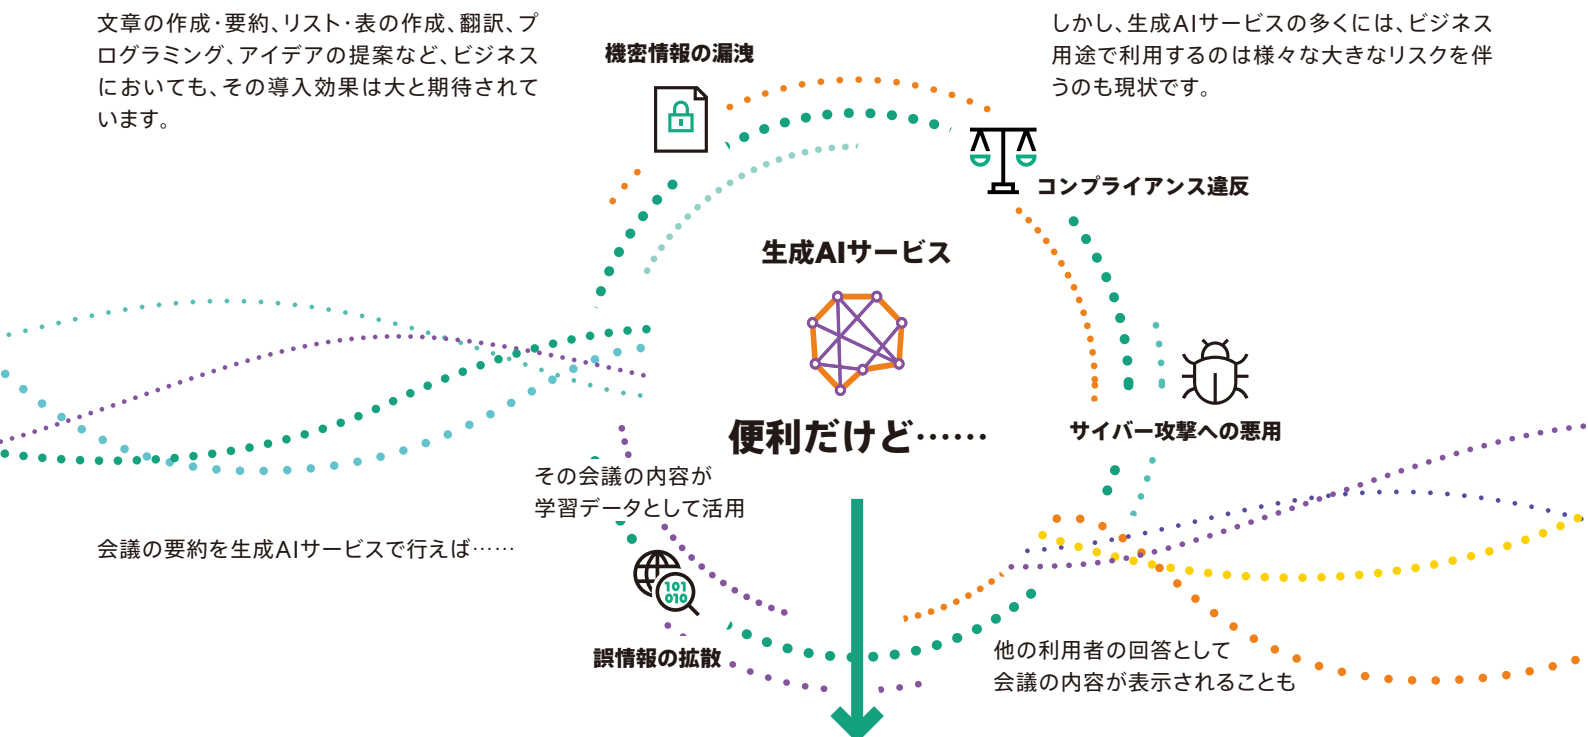 文章の作成・要約、リスト・表の作成、翻訳、プ
ログラミング、アイデアの提案など、ビジネス
においても、その導入効果は大と期待されて
います。
しかし、生成AIサービスの多くには、ビジネス
用途で利用するのは様々な大きなリスクを伴
うのも現状です。
機密情報の漏洩
コンプライアンス違反
生成AIサービス
便利だけど……
サイバー攻撃への悪用
その会議の内容が
学習データとして活用
会議の要約を生成AIサービスで行えば……
101
010
誤情報の拡散
他の利用者の回答として
会議の内容が表示されることも